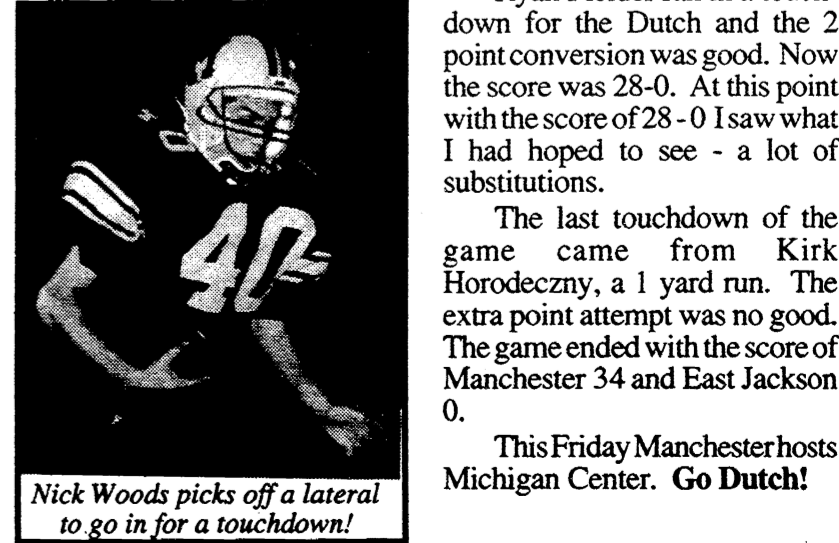 40
Nick Woods picks off a lateral
to go in for a touchdown!
down for the Dutch and the 2
point conversion was good. Now
the score was 28-0. At this point
with the score of 28 - 0 I saw what
I had hoped to see - a lot of
substitutions.
The last touchdown of the
game came from Kirk
Horodeczny, a 1 yard run. The
extra point attempt was no good.
The game ended with the score of
Manchester 34 and East Jackson
0.
This Friday Manchester hosts
Michigan Center. Go Dutch!